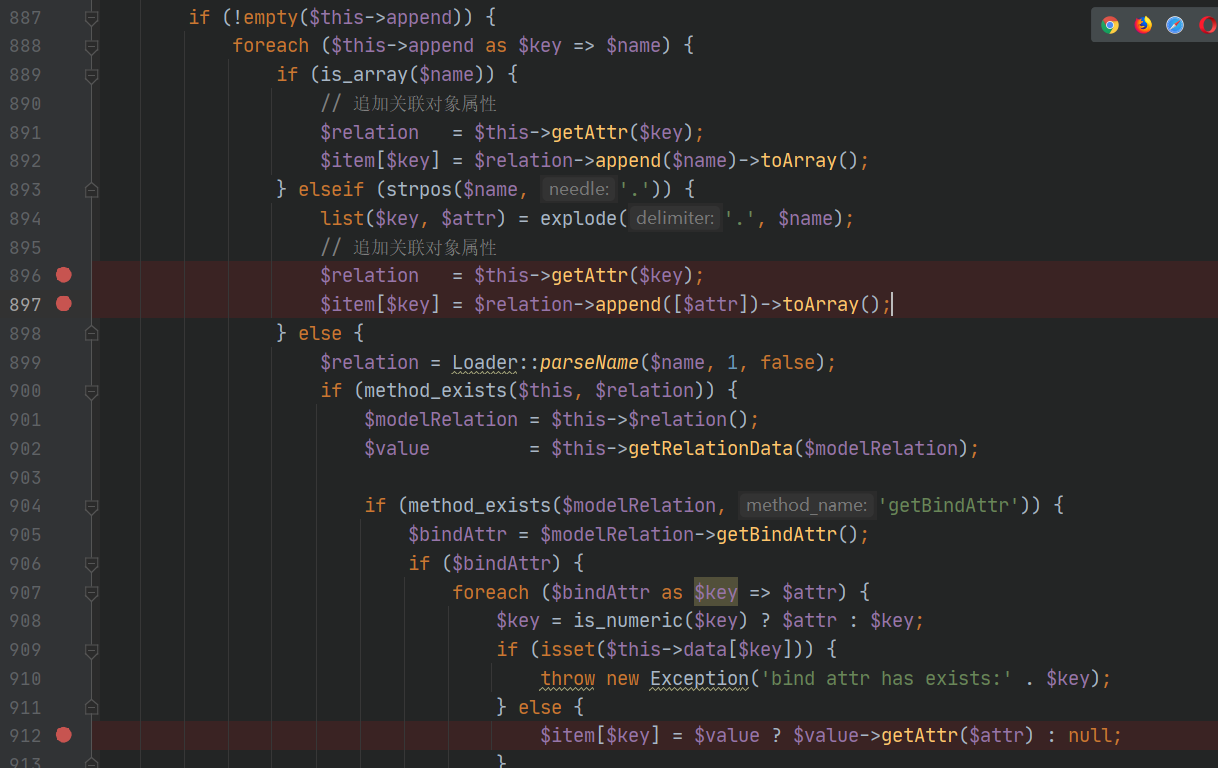 887 if (!empty($this->append)) {
888 foreach ($this->append as $key => $name) {
889 if (is_array($name)) {
890 // 追加关联对象属性
891 $relation   = $this->getAttr($key);
892 $item[$key] = $relation->append($name)->toArray();
893 } elseif (strpos($name, needle: '.')) {
894 list($key, $attr) = explode( delimiter: '.', $name);
895 // 追加关联对象属性
896 $relation   = $this->getAttr($key);
897 $item[$key] = $relation->append([$attr])->toArray();
898 } else {
899 $relation = Loader::parseName($name, 1, false);
900 if (method_exists($this, $relation)) {
901 $modelRelation = $this->$relation();
902 $value         = $this->getRelationData($modelRelation);
903
904 if (method_exists($modelRelation, method_name: 'getBindAttr')) {
905 $bindAttr = $modelRelation->getBindAttr();
906 if ($bindAttr) {
907 foreach ($bindAttr as $key => $attr) {
908 $key = is_numeric($key) ? $attr : $key;
909 if (isset($this->data[$key])) {
910 throw new Exception('bind attr has exists:' . $key);
911 } else {
912 $item[$key] = $value ? $value->getAttr($attr) : null;
913 }